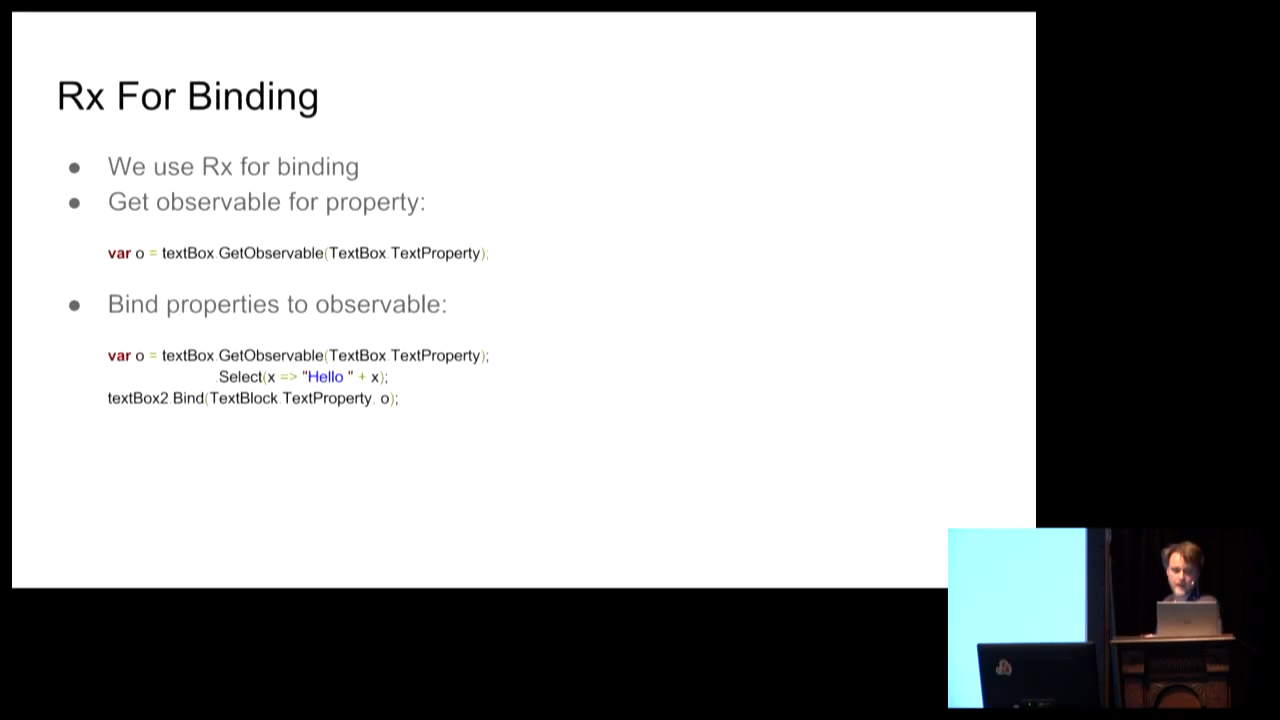 Rx For Binding
● We use Rx for binding
● Get observable for property:
var o = textBox.GetObservable(TextBox.TextProperty);
● Bind properties to observable:
var o = textBox.GetObservable(TextBox.TextProperty);
.Select(x => "Hello " + x);
textBox2.Bind(TextBlock.TextProperty, o);